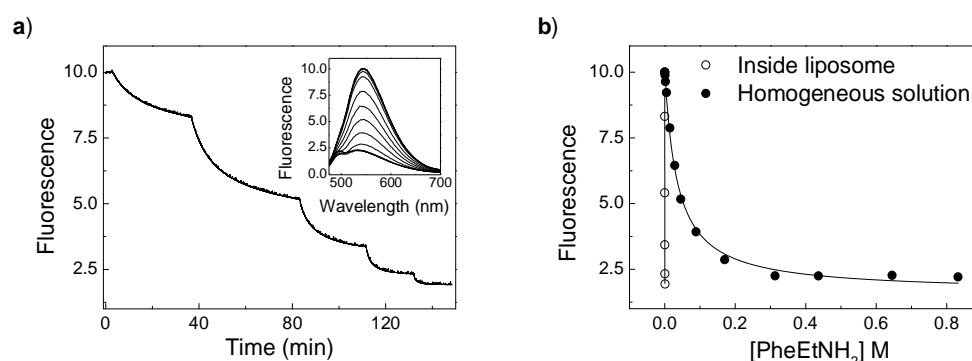 a)
10.0
7.5
5.0
2.5
Fluorescence
0
40
80
120
Time (min)
10.0
7.5
5.0
2.5
0.0
Fluorescence
500
600
700
Wavelength (nm)
b)
Inside liposome
Homogeneous solution
10.0
7.5
5.0
2.5
Fluorescence
0.0
0.2
0.4
0.6
0.8
[PheEtNH2] M